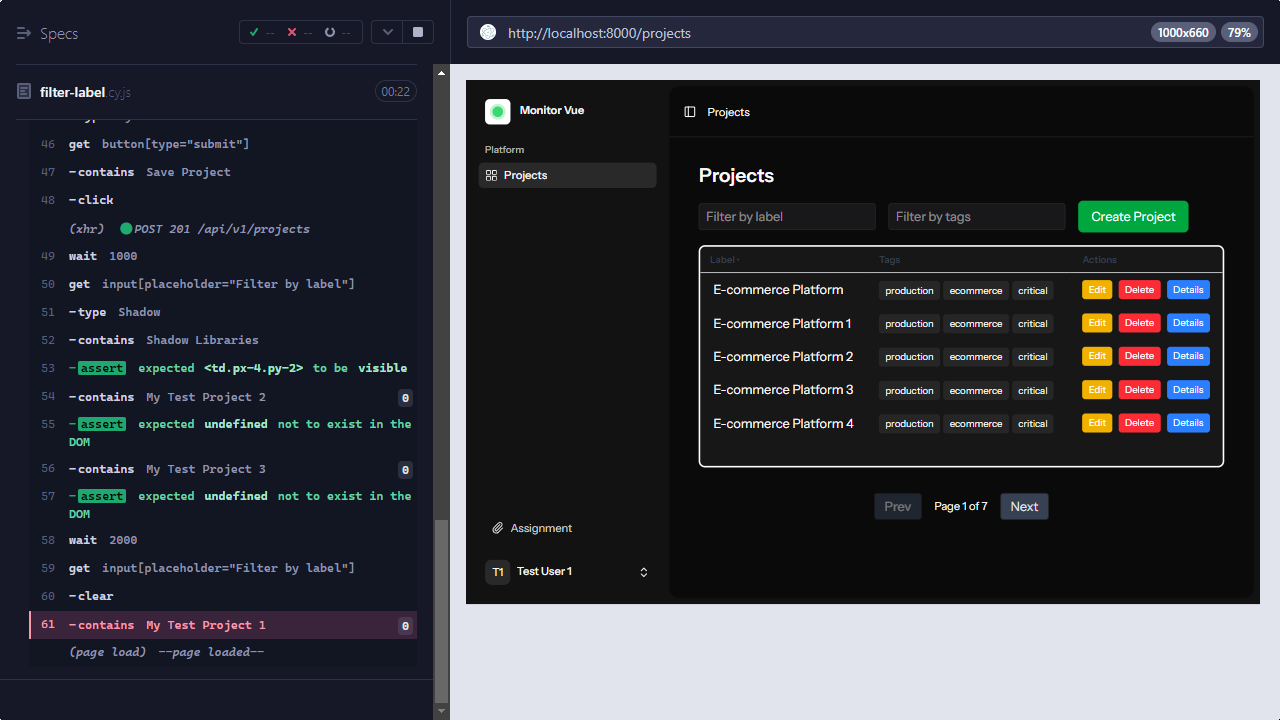 Specs
-- -- --
filter-label.cy.js
00:22
46 get button[type="submit"]
47 -contains Save Project
48 -click
(xhr) POST 201 /api/v1/projects
49 wait 1000
50 get input[placeholder="Filter by label"]
51 -type Shadow
52 -contains Shadow Libraries
53 -assert expected <td.px-4.py-2> to be visible
54 -contains My Test Project 2 0
55 -assert expected undefined not to exist in the
DOM
56 -contains My Test Project 3 0
57 -assert expected undefined not to exist in the
DOM
58 wait 2000
59 get input[placeholder="Filter by label"]
60 -clear
61 -contains My Test Project 1 0
(page load) --page loaded--
http://localhost:8000/projects
1000x660
79%
Monitor Vue
Platform
Projects
Assignment
T1 Test User 1
Projects
Projects
Filter by label
Filter by tags
Create Project
Label Tags Actions
E-commerce Platform production ecommerce critical Edit Delete Details
E-commerce Platform 1 production ecommerce critical Edit Delete Details
E-commerce Platform 2 production ecommerce critical Edit Delete Details
E-commerce Platform 3 production ecommerce critical Edit Delete Details
E-commerce Platform 4 production ecommerce critical Edit Delete Details
Prev Page 1 of 7 Next